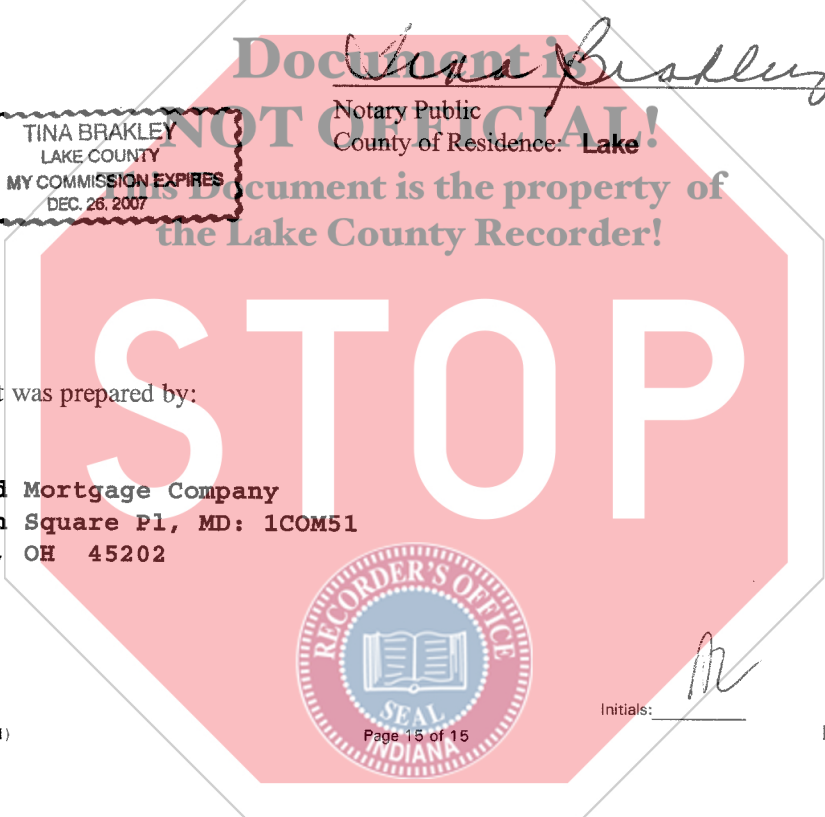 Document is
Tina Brakley
NOT OFFICIAL!
Notary Public
County of Residence: Lake
TINA BRAKLEY
LAKE COUNTY
MY COMMISSION EXPIRES
DEC. 26, 2007
This Document is the property of
the Lake County Recorder!
STOP
was prepared by:
Mortgage Company
Square Pl, MD: 1COM51
OH 45202
RECORDER'S OFFICE
SEAL
INDIANA
Initials:
Page 15 of 15